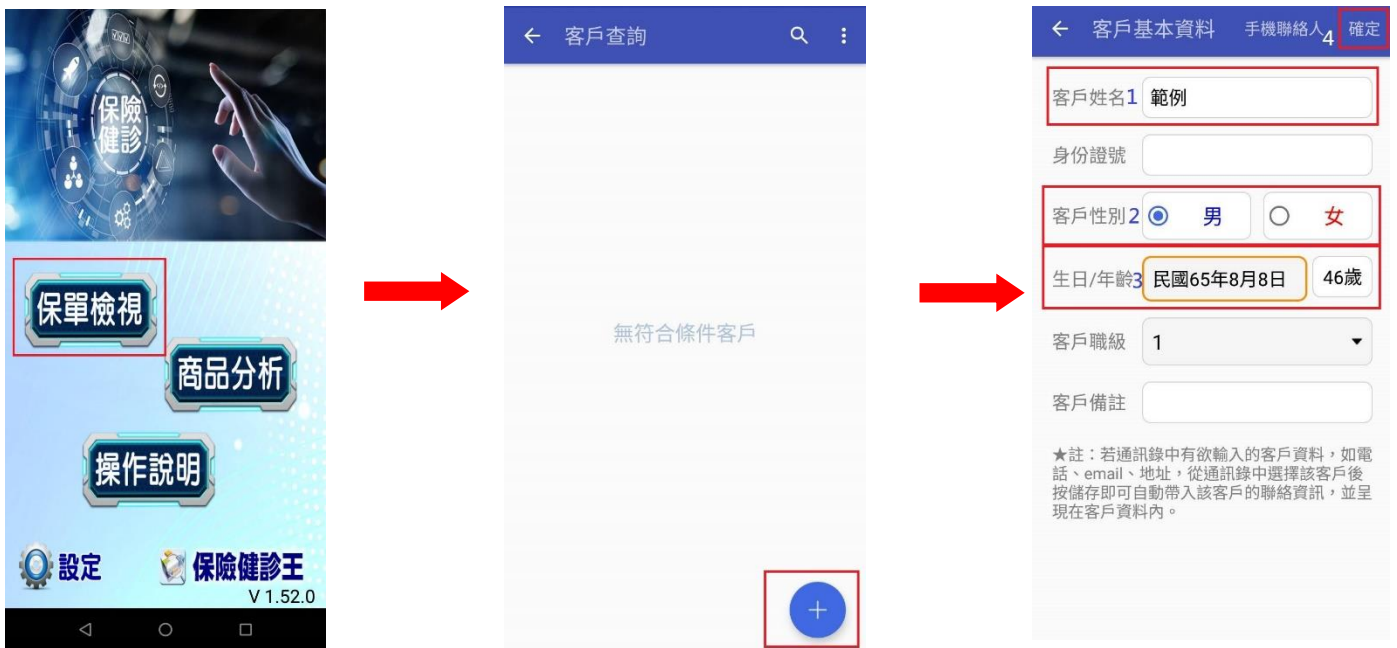 保險
健診
保單檢視
商品分析
操作說明
設定
保險健診王
V 1.52.0
客戶查詢
無符合條件客戶
客戶基本資料 手機聯絡人4 確定
客戶姓名1 範例
身份證號
客戶性別2 男 女
生日/年齡3 民國65年8月8日 46歲
客戶職級 1
客戶備註
★註：若通訊錄中有欲輸入的客戶資料，如電
話、email、地址，從通訊錄中選擇該客戶後
按儲存即可自動帶入該客戶的聯絡資訊，並呈
現在客戶資料內。